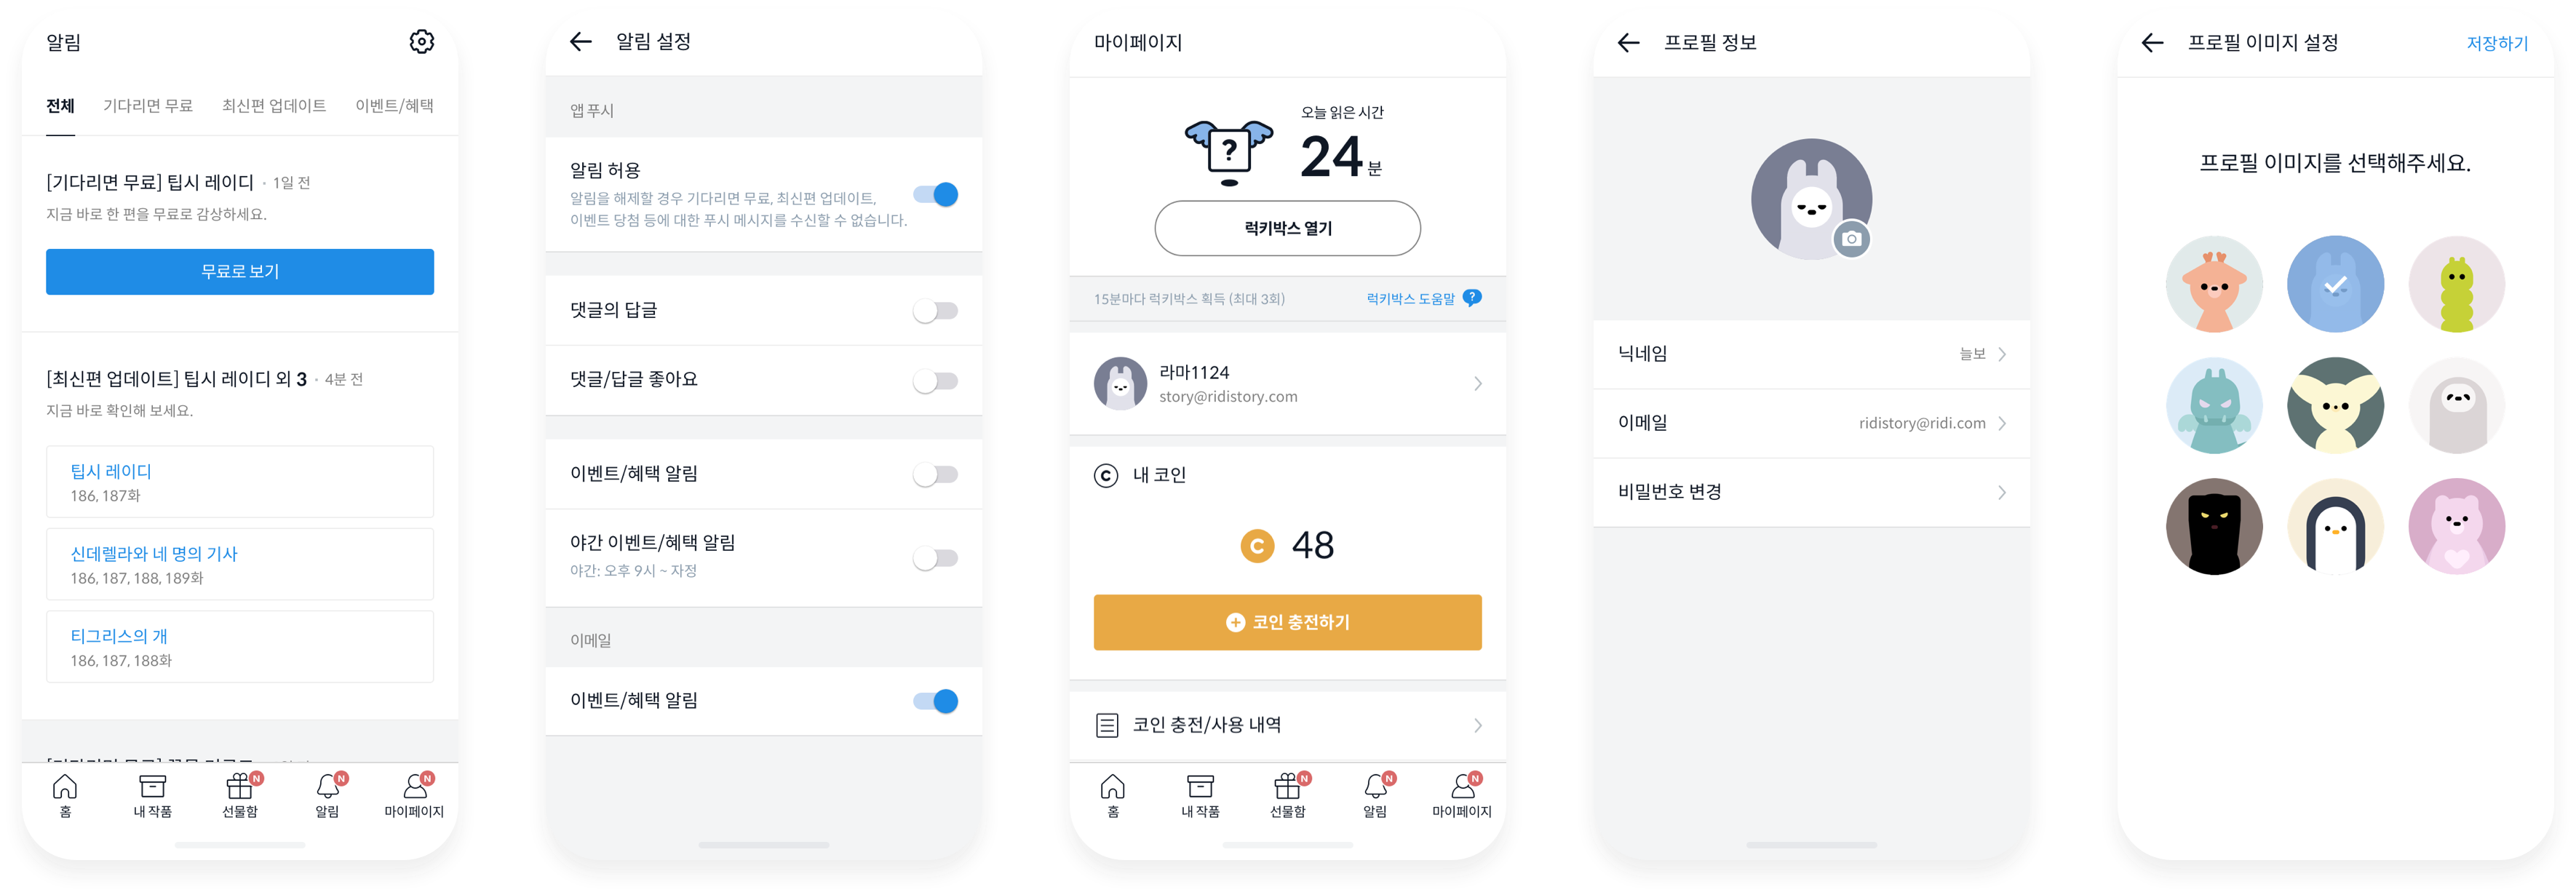 알림
전체 기다리면 무료 최신편 업데이트 이벤트/혜택
[기다리면 무료] 팁시 레이디 · 1일 전
지금 바로 한 편을 무료로 감상하세요.
무료로 보기
[최신편 업데이트] 팁시 레이디 외 3 · 4분 전
지금 바로 확인해 보세요.
팁시 레이디
186, 187화
신데렐라와 네 명의 기사
186, 187, 188, 189화
티그리스의 개
186, 187, 188화
N N N
홈 내 작품 선물함 알림 마이페이지
알림 설정
앱 푸시
알림 허용
알림을 해제할 경우 기다리면 무료, 최신편 업데이트,
이벤트 당첨 등에 대한 푸시 메시지를 수신할 수 없습니다.
댓글의 답글
댓글/답글 좋아요
이벤트/혜택 알림
야간 이벤트/혜택 알림
야간: 오후 9시 ~ 자정
이메일
이벤트/혜택 알림
마이페이지
?
오늘 읽은 시간
24분
럭키박스 열기
15분마다 럭키박스 획득 (최대 3회) 럭키박스 도움말 ?
라마1124
story@ridistory.com
C 내 코인
C 48
코인 충전하기
코인 충전/사용 내역
N N N
홈 내 작품 선물함 알림 마이페이지
프로필 정보
닉네임 늘보
이메일 ridistory@ridi.com
비밀번호 변경
프로필 이미지 설정 저장하기
프로필 이미지를 선택해주세요.